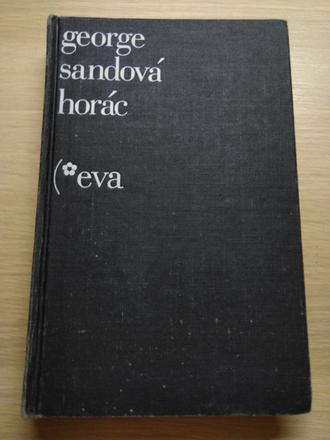 george
sandová
horác
(*eva